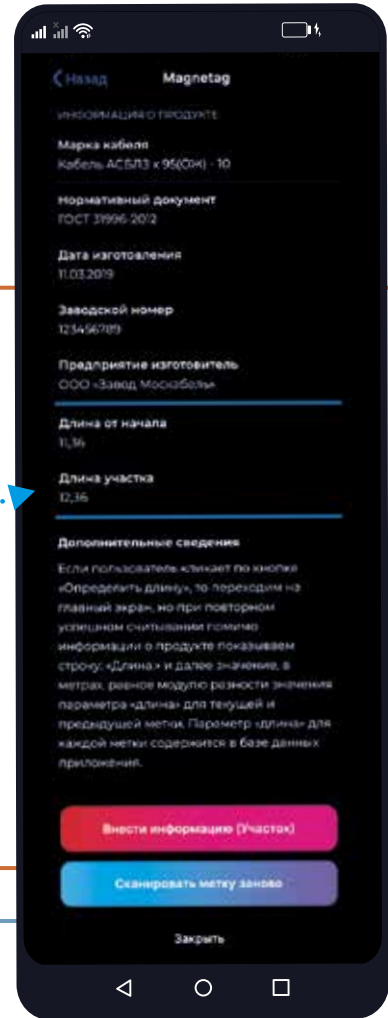 Назад Magnetag
ИНФОРМАЦИЯ О ПРОДУКТЕ
Марка кабеля
Кабель АСБЛЗ х 95(ОЖ) - 10
Нормативный документ
ГОСТ 31996-2012
Дата изготовления
11.03.2019
Заводской номер
123456789
Предприятие изготовитель
ООО «Завод Москабель»
Длина от начала
11,36
Длина участка
12,36
Дополнительные сведения
Если пользователь кликает по кнопке
«Определить длину», то переходим на
главный экран, но при повторном
успешном считывании помимо
информации о продукте показываем
строку: «Длина:» и далее значение, в
метрах, равное модулю разности значения
параметра «длина» для текущей и
предыдущей метки. Параметр «длина» для
каждой метки содержится в базе данных
приложения.
Внести информацию (Участок)
Сканировать метку заново
Закрыть